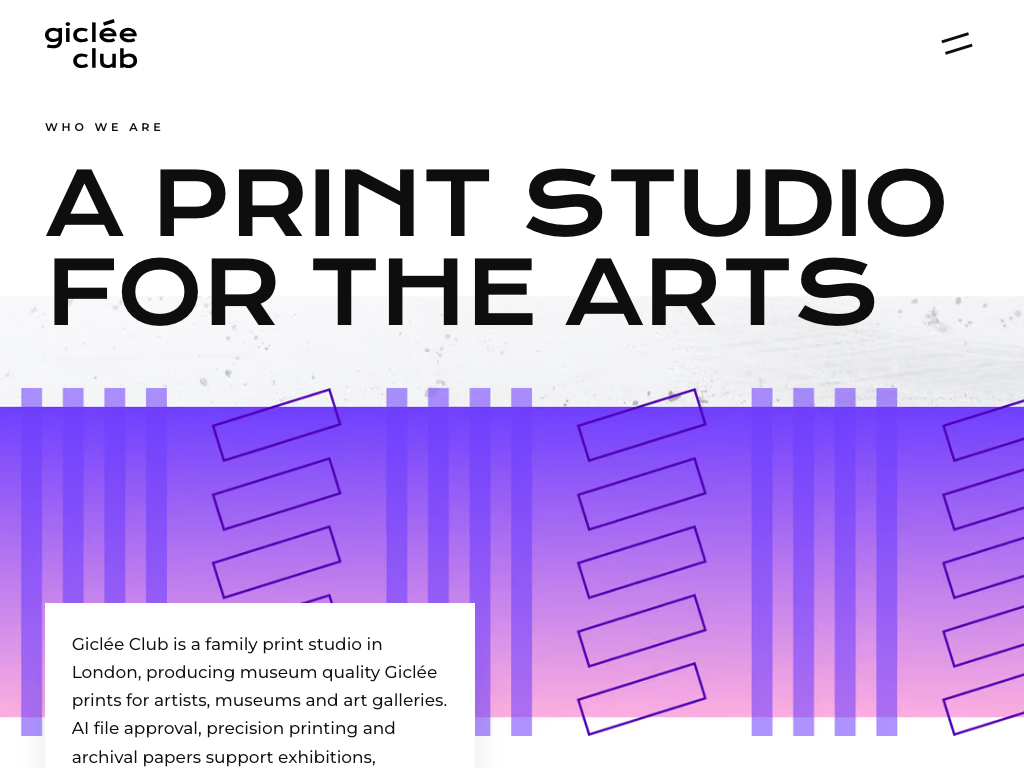 giclée
club
WHO WE ARE
A PRINT STUDIO
FOR THE ARTS
Giclée Club is a family print studio in
London, producing museum quality Giclée
prints for artists, museums and art galleries.
AI file approval, precision printing and
archival papers support exhibitions,